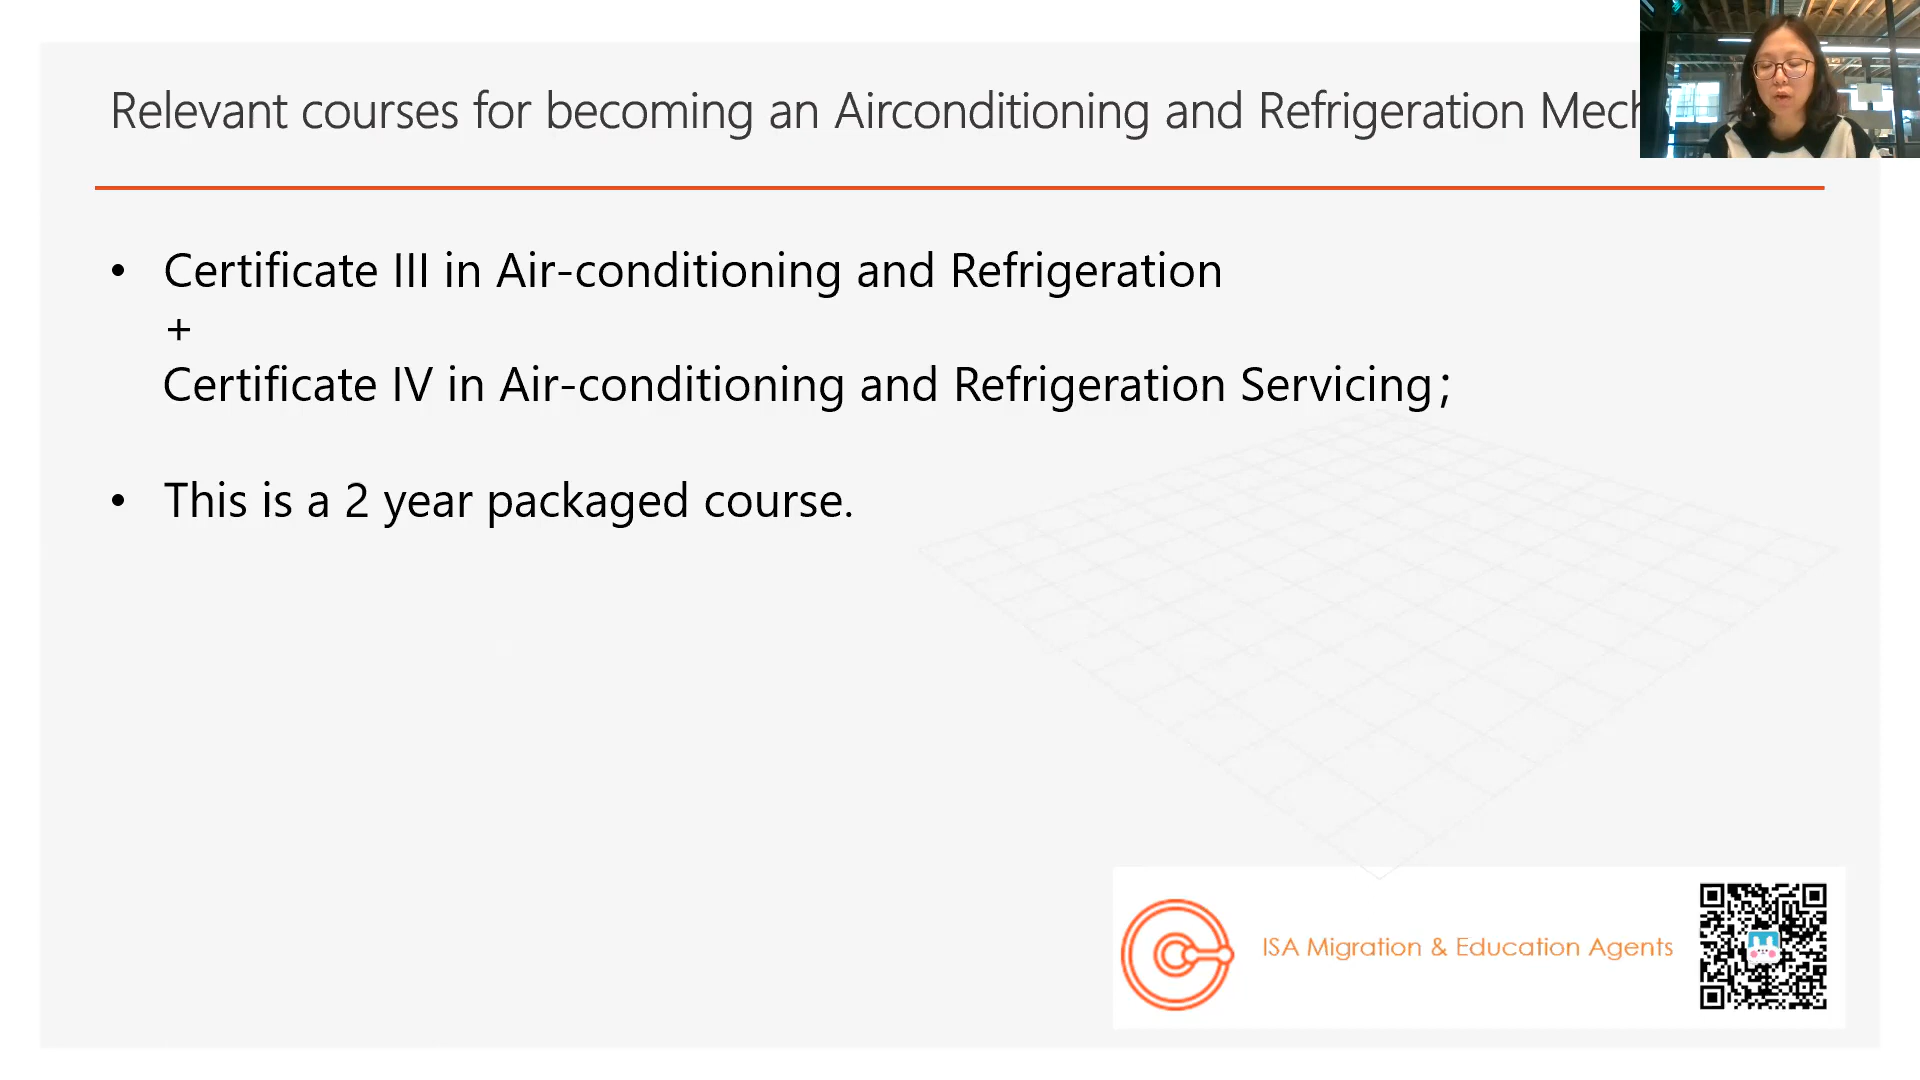 Relevant courses for becoming an Airconditioning and Refrigeration
• Certificate III in Air-conditioning and Refrigeration
+
Certificate IV in Air-conditioning and Refrigeration Servicing;
• This is a 2 year packaged course.
ISA Migration & Education Agents